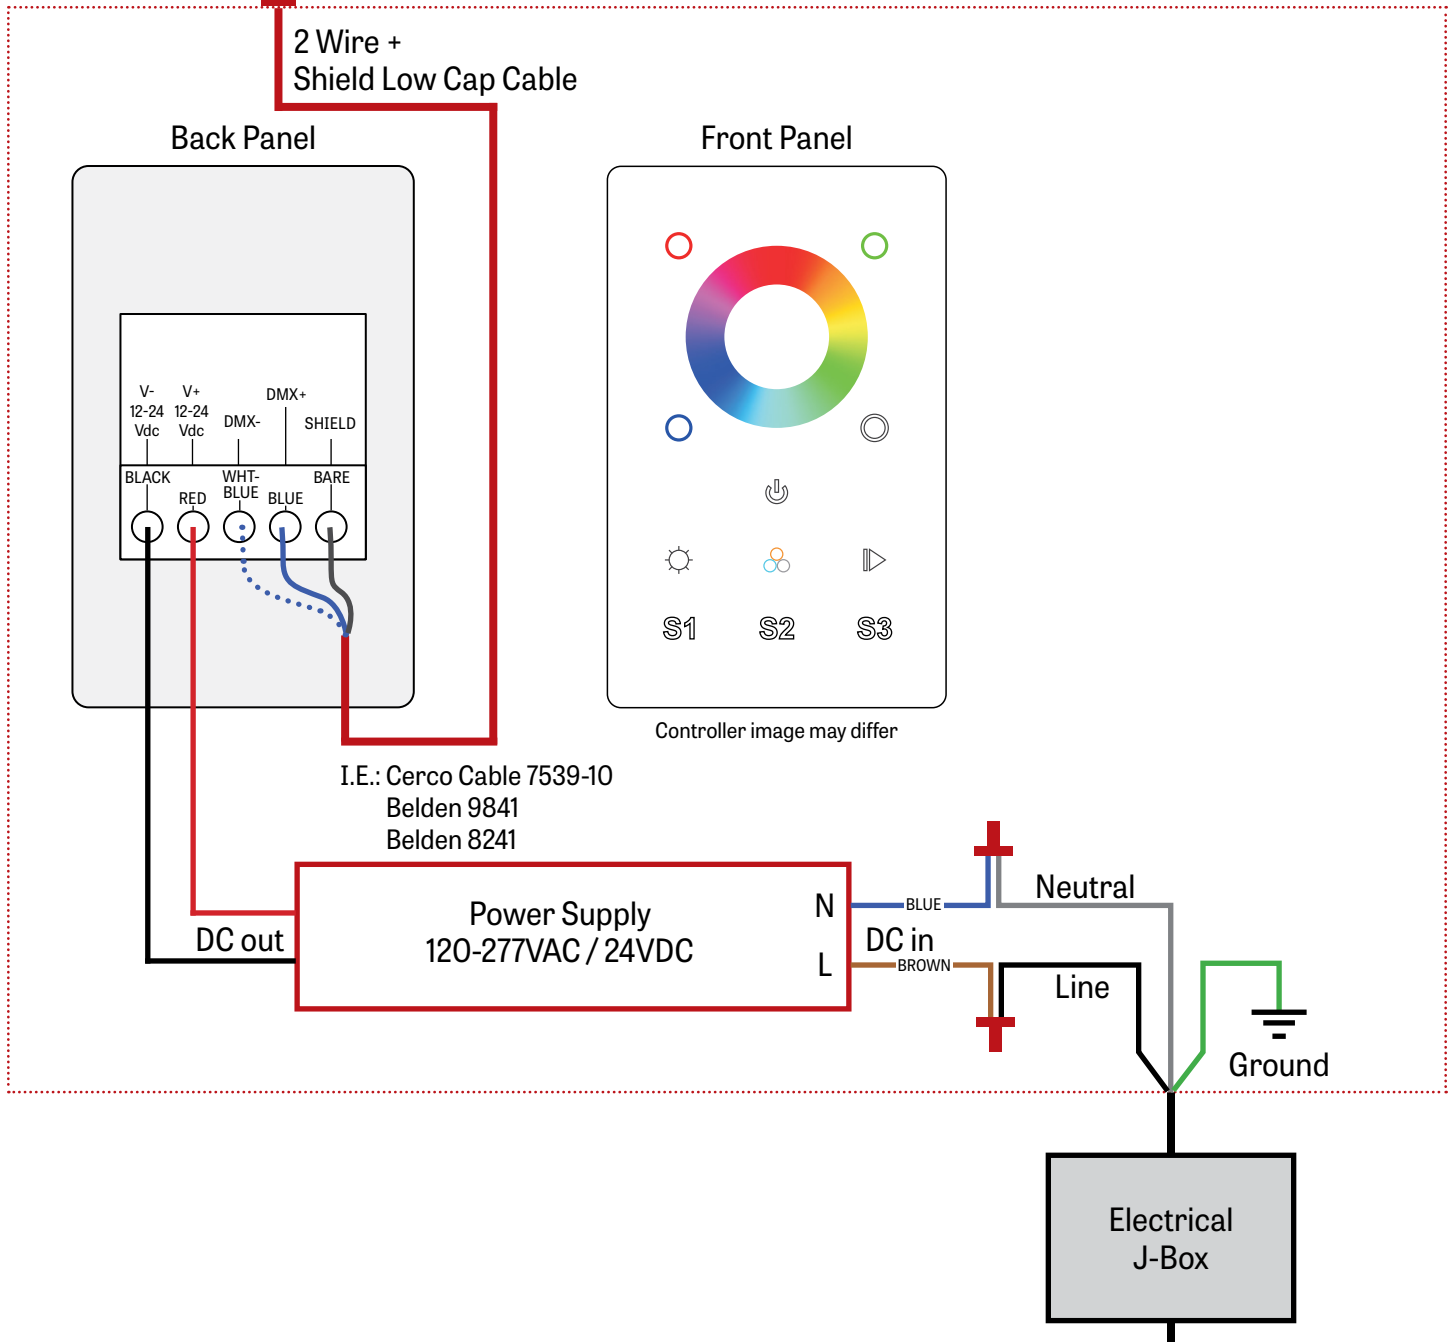 2 Wire +
Shield Low Cap Cable
Back Panel
Front Panel
V-
12-24
Vdc
V+
12-24
Vdc
DMX-
DMX+
SHIELD
BLACK
RED
WHT-
BLUE
BLUE
BARE
S1
S2
S3
Controller image may differ
I.E.: Cerco Cable 7539-10
Belden 9841
Belden 8241
DC out
Power Supply
120-277VAC / 24VDC
N
L
BLUE
DC in
BROWN
Neutral
Line
Ground
Electrical
J-Box